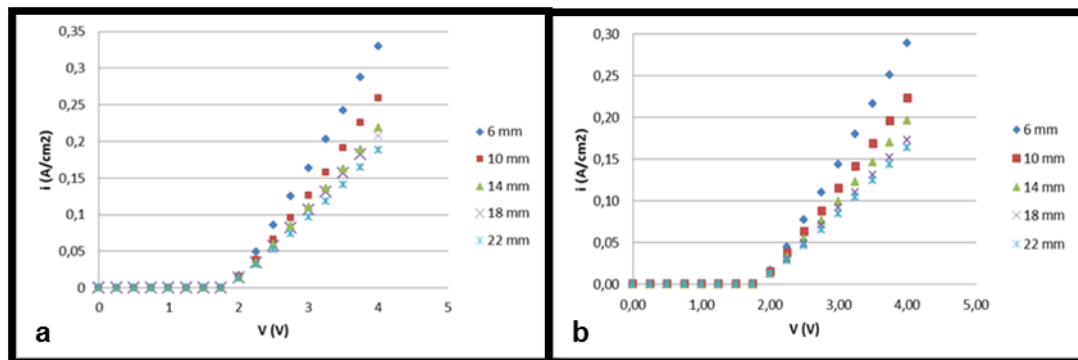 0,35
0,3
0,25
0,2
0,15
0,1
0,05
0
0 1 2 3 4 5
i (A/cm2)
V (V)
6 mm
10 mm
14 mm
18 mm
22 mm
a
0,30
0,25
0,20
0,15
0,10
0,05
0,00
0,00 1,00 2,00 3,00 4,00 5,00
i (A/cm2)
V (V)
6 mm
10 mm
14 mm
18 mm
22 mm
b